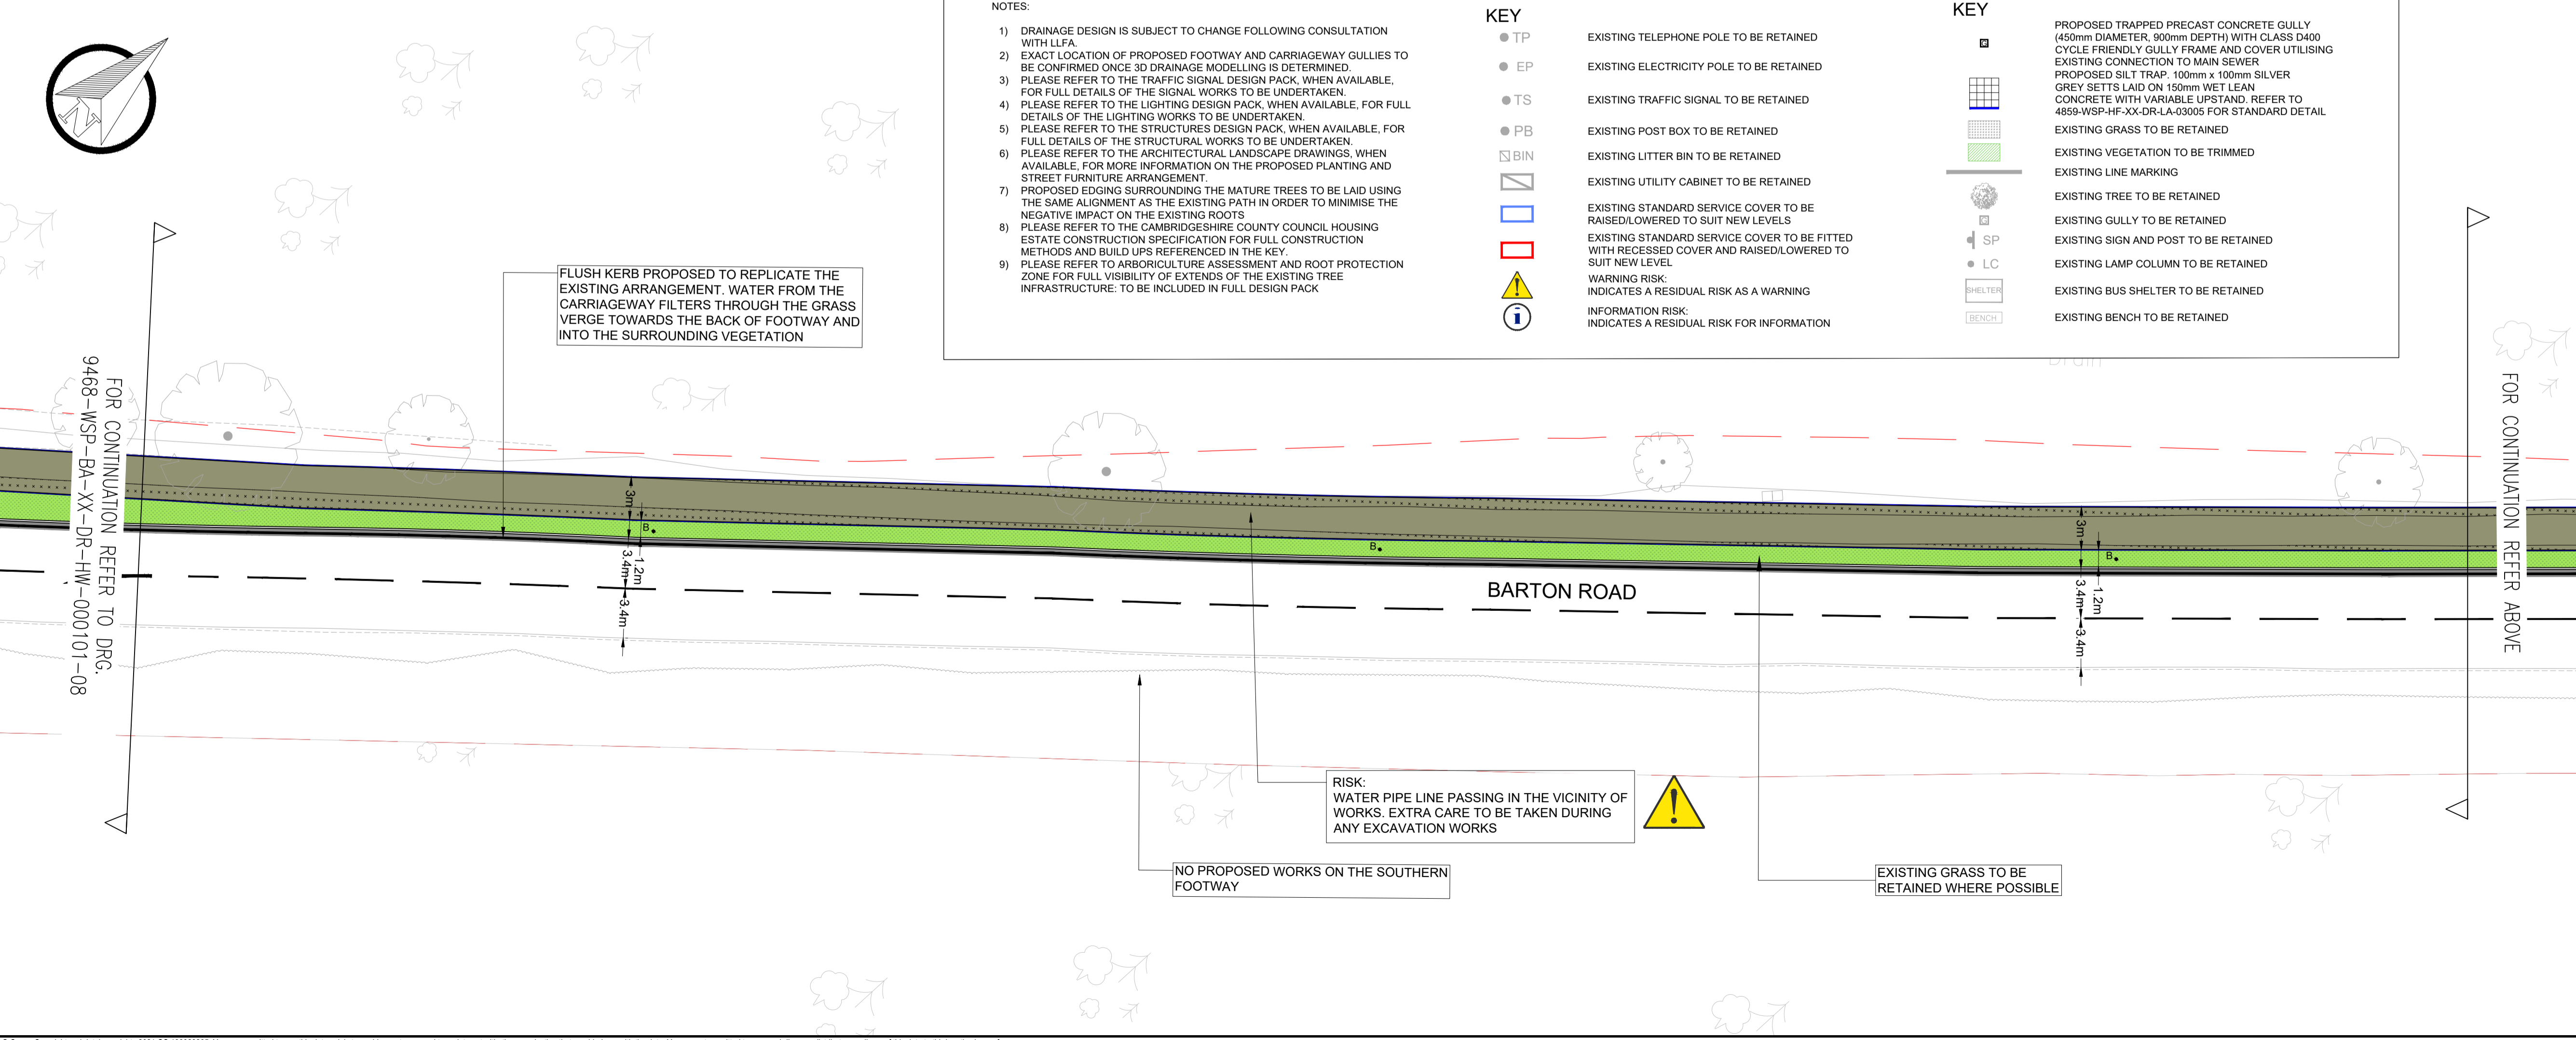 NOTES:
1) DRAINAGE DESIGN IS SUBJECT TO CHANGE FOLLOWING CONSULTATION
WITH LLFA.
2) EXACT LOCATION OF PROPOSED FOOTWAY AND CARRIAGEWAY GULLIES TO
BE CONFIRMED ONCE 3D DRAINAGE MODELLING IS DETERMINED.
3) PLEASE REFER TO THE TRAFFIC SIGNAL DESIGN PACK, WHEN AVAILABLE,
FOR FULL DETAILS OF THE SIGNAL WORKS TO BE UNDERTAKEN.
4) PLEASE REFER TO THE LIGHTING DESIGN PACK, WHEN AVAILABLE, FOR FULL
DETAILS OF THE LIGHTING WORKS TO BE UNDERTAKEN.
5) PLEASE REFER TO THE STRUCTURES DESIGN PACK, WHEN AVAILABLE, FOR
FULL DETAILS OF THE STRUCTURAL WORKS TO BE UNDERTAKEN.
6) PLEASE REFER TO THE ARCHITECTURAL LANDSCAPE DRAWINGS, WHEN
AVAILABLE, FOR MORE INFORMATION ON THE PROPOSED PLANTING AND
STREET FURNITURE ARRANGEMENT.
7) PROPOSED EDGING SURROUNDING THE MATURE TREES TO BE LAID USING
THE SAME ALIGNMENT AS THE EXISTING PATH IN ORDER TO MINIMISE THE
NEGATIVE IMPACT ON THE EXISTING ROOTS
8) PLEASE REFER TO THE CAMBRIDGESHIRE COUNTY COUNCIL HOUSING
ESTATE CONSTRUCTION SPECIFICATION FOR FULL CONSTRUCTION
METHODS AND BUILD UPS REFERENCED IN THE KEY.
9) PLEASE REFER TO ARBORICULTURE ASSESSMENT AND ROOT PROTECTION
ZONE FOR FULL VISIBILITY OF EXTENDS OF THE EXISTING TREE
INFRASTRUCTURE: TO BE INCLUDED IN FULL DESIGN PACK
KEY
TP EXISTING TELEPHONE POLE TO BE RETAINED
EP EXISTING ELECTRICITY POLE TO BE RETAINED
TS EXISTING TRAFFIC SIGNAL TO BE RETAINED
PB EXISTING POST BOX TO BE RETAINED
BIN EXISTING LITTER BIN TO BE RETAINED
EXISTING UTILITY CABINET TO BE RETAINED
EXISTING STANDARD SERVICE COVER TO BE
RAISED/LOWERED TO SUIT NEW LEVELS
EXISTING STANDARD SERVICE COVER TO BE FITTED
WITH RECESSED COVER AND RAISED/LOWERED TO
SUIT NEW LEVEL
WARNING RISK:
INDICATES A RESIDUAL RISK AS A WARNING
INFORMATION RISK:
INDICATES A RESIDUAL RISK FOR INFORMATION
KEY
PROPOSED TRAPPED PRECAST CONCRETE GULLY
(450mm DIAMETER, 900mm DEPTH) WITH CLASS D400
CYCLE FRIENDLY GULLY FRAME AND COVER UTILISING
EXISTING CONNECTION TO MAIN SEWER
PROPOSED SILT TRAP. 100mm x 100mm SILVER
GREY SETTS LAID ON 150mm WET LEAN
CONCRETE WITH VARIABLE UPSTAND. REFER TO
4859-WSP-HF-XX-DR-LA-03005 FOR STANDARD DETAIL
EXISTING GRASS TO BE RETAINED
EXISTING VEGETATION TO BE TRIMMED
EXISTING LINE MARKING
EXISTING TREE TO BE RETAINED
EXISTING GULLY TO BE RETAINED
SP EXISTING SIGN AND POST TO BE RETAINED
LC EXISTING LAMP COLUMN TO BE RETAINED
SHELTER EXISTING BUS SHELTER TO BE RETAINED
BENCH EXISTING BENCH TO BE RETAINED
Drain
N
FLUSH KERB PROPOSED TO REPLICATE THE
EXISTING ARRANGEMENT. WATER FROM THE
CARRIAGEWAY FILTERS THROUGH THE GRASS
VERGE TOWARDS THE BACK OF FOOTWAY AND
INTO THE SURROUNDING VEGETATION
FOR CONTINUATION REFER TO DRG.
9468-WSP-BA-XX-DR-HW-000101-08
3m
B
1.2m
3.4m
3.4m
B
BARTON ROAD
3m
B
1.2m
3.4m
3.4m
FOR CONTINUATION REFER ABOVE
RISK:
WATER PIPE LINE PASSING IN THE VICINITY OF
WORKS. EXTRA CARE TO BE TAKEN DURING
ANY EXCAVATION WORKS
NO PROPOSED WORKS ON THE SOUTHERN
FOOTWAY
EXISTING GRASS TO BE
RETAINED WHERE POSSIBLE